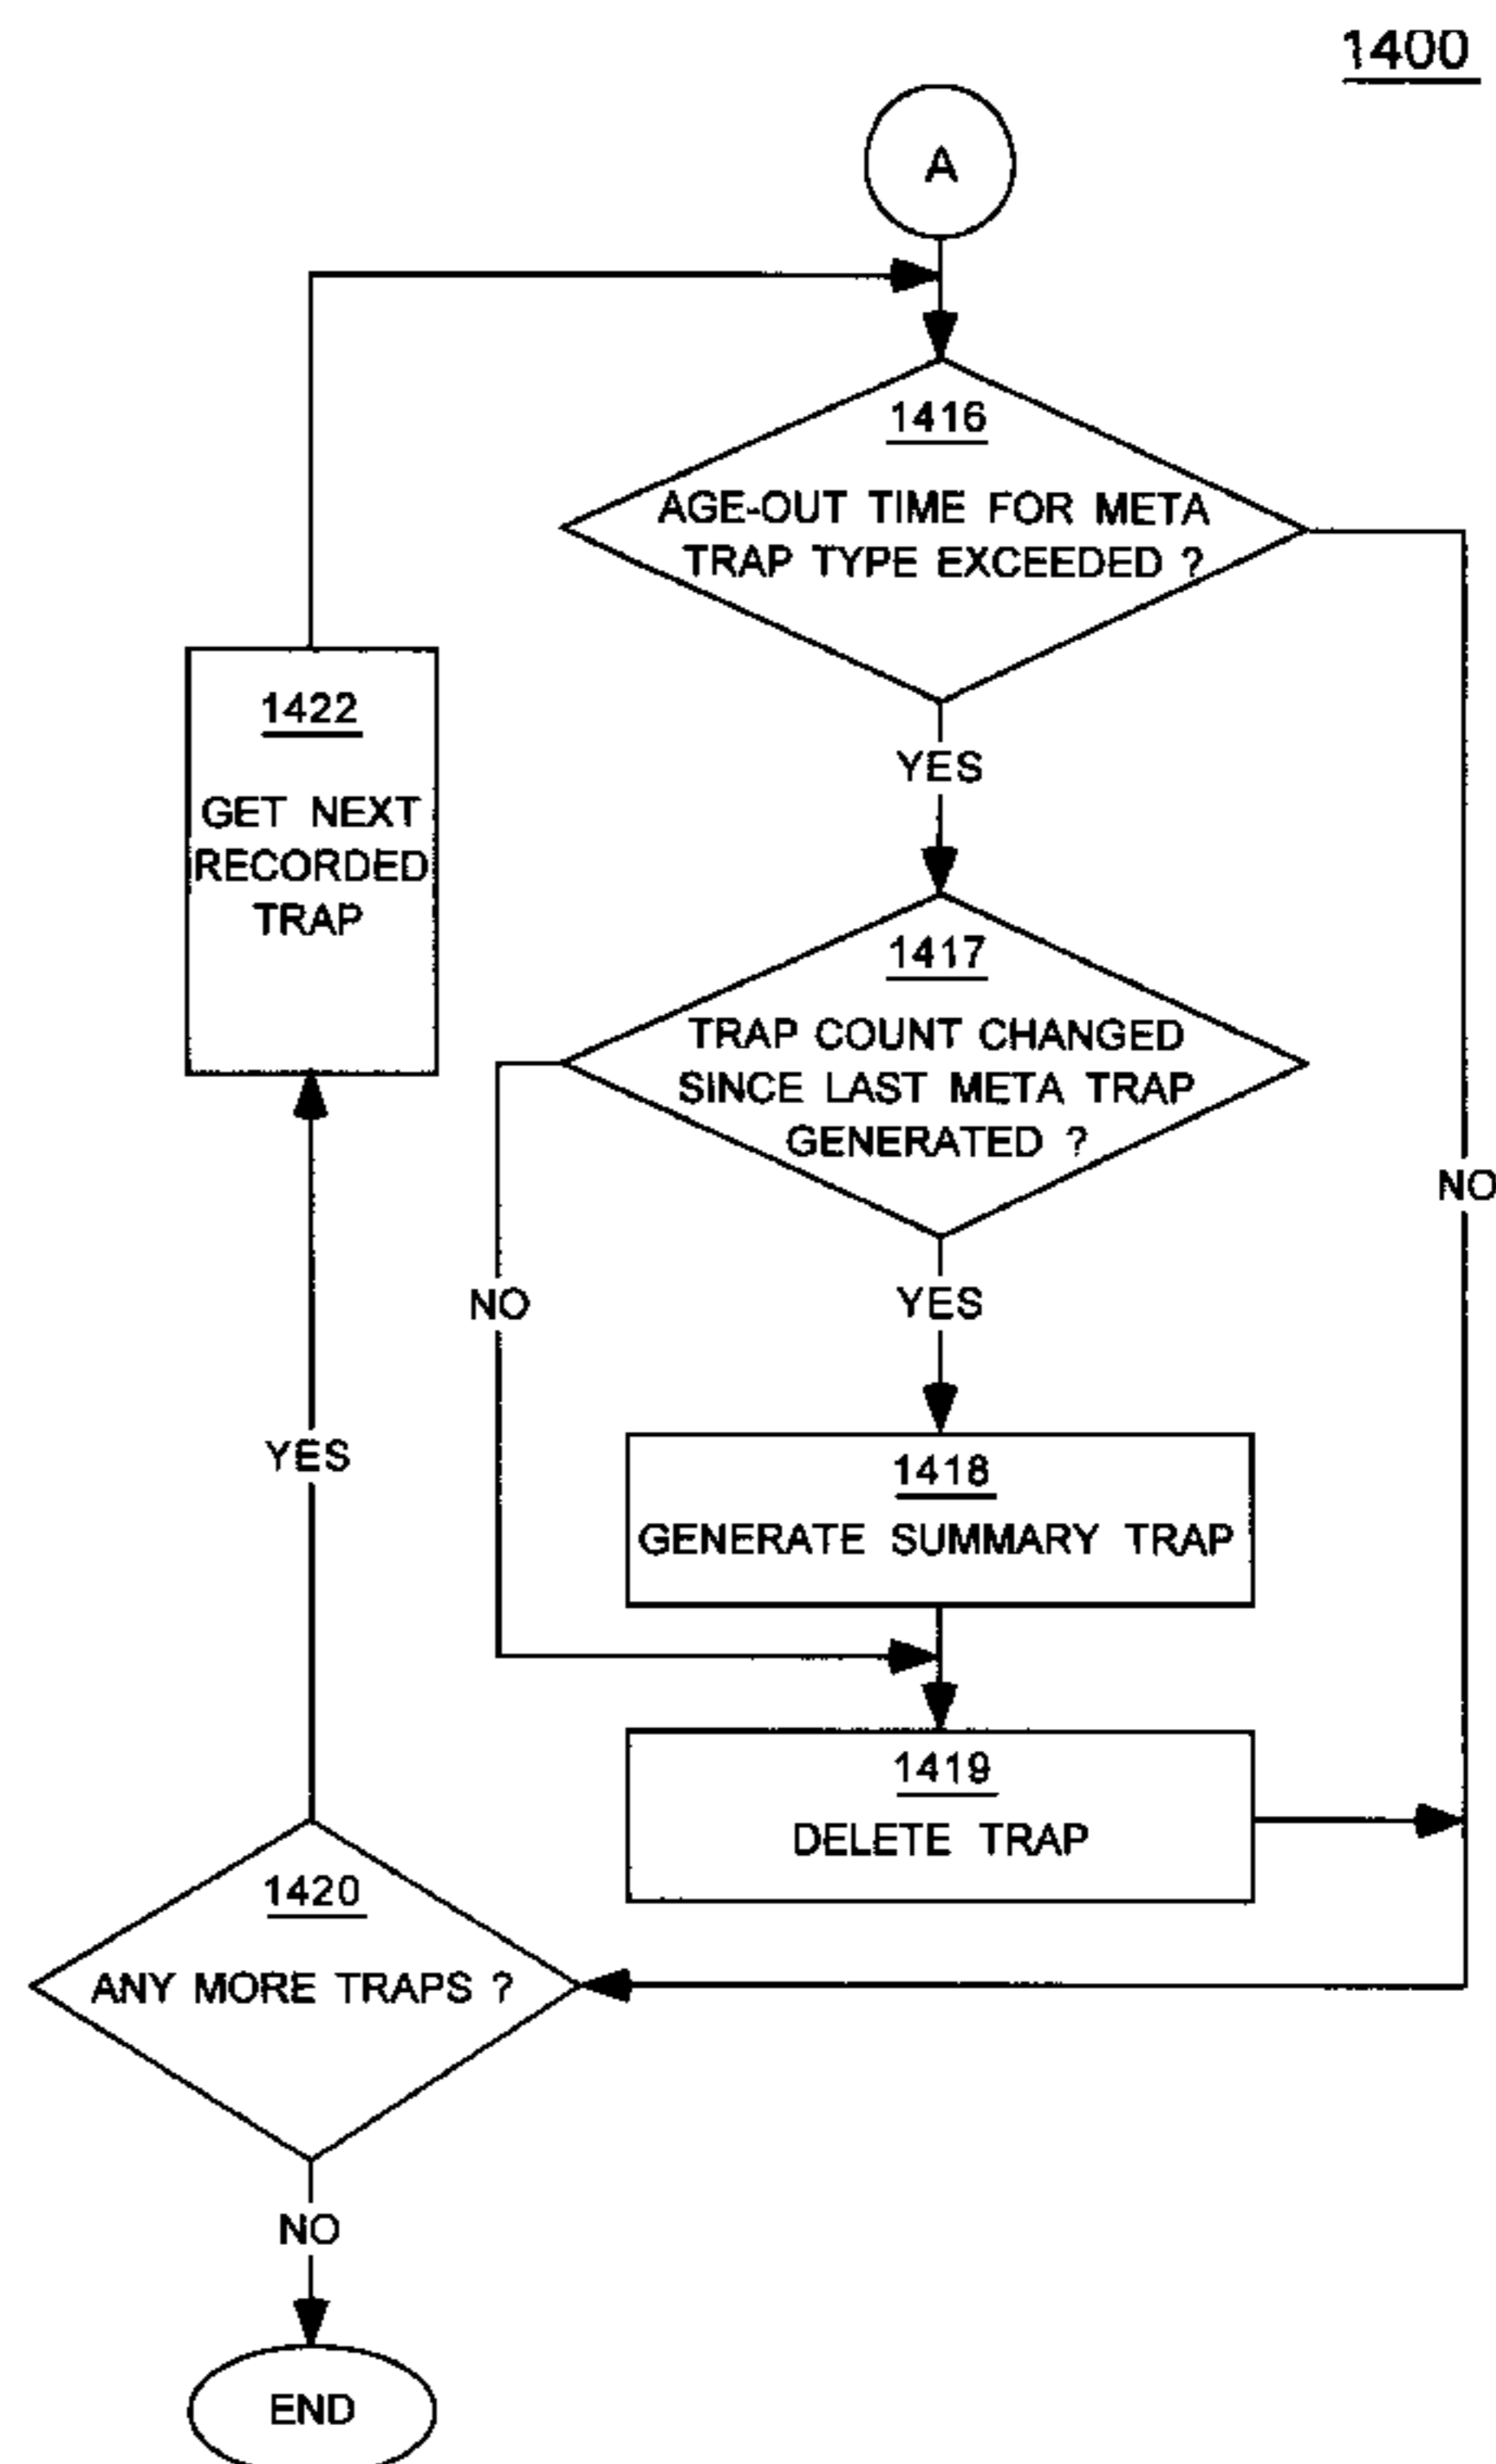 1400
A
1416
AGE-OUT TIME FOR META
TRAP TYPE EXCEEDED ?
YES
1422
GET NEXT
RECORDED
TRAP
1417
TRAP COUNT CHANGED
SINCE LAST META TRAP
GENERATED ?
NO
NO
YES
YES
1418
GENERATE SUMMARY TRAP
1419
DELETE TRAP
1420
ANY MORE TRAPS ?
NO
END